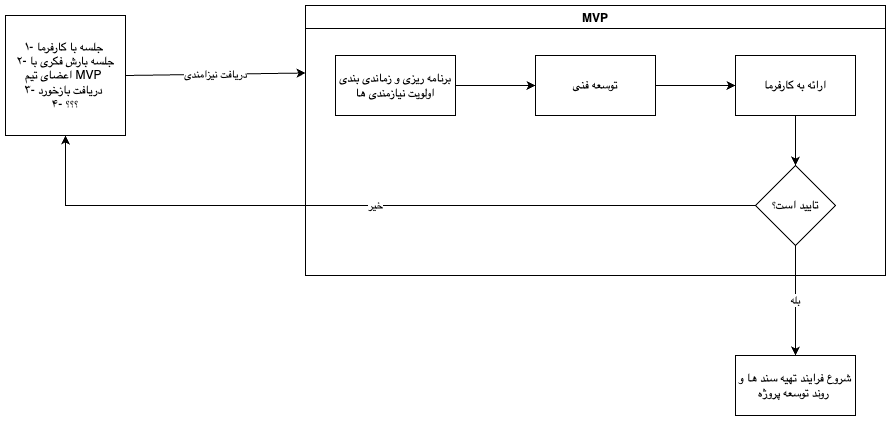 MVP
۱- جلسه با کارفرما
۲- جلسه بارش فکری با
اعضای تیم MVP
۳- دریافت بازخورد
۴- ؟؟؟
دریافت نیزامندی
برنامه ریزی و زماندی بندی
اولویت نیازمندی ها
توسعه فنی
ارائه به کارفرما
تایید است؟
خیر
بله
شروع فرایند تهیه سند ها و
روند توسعه پروژه